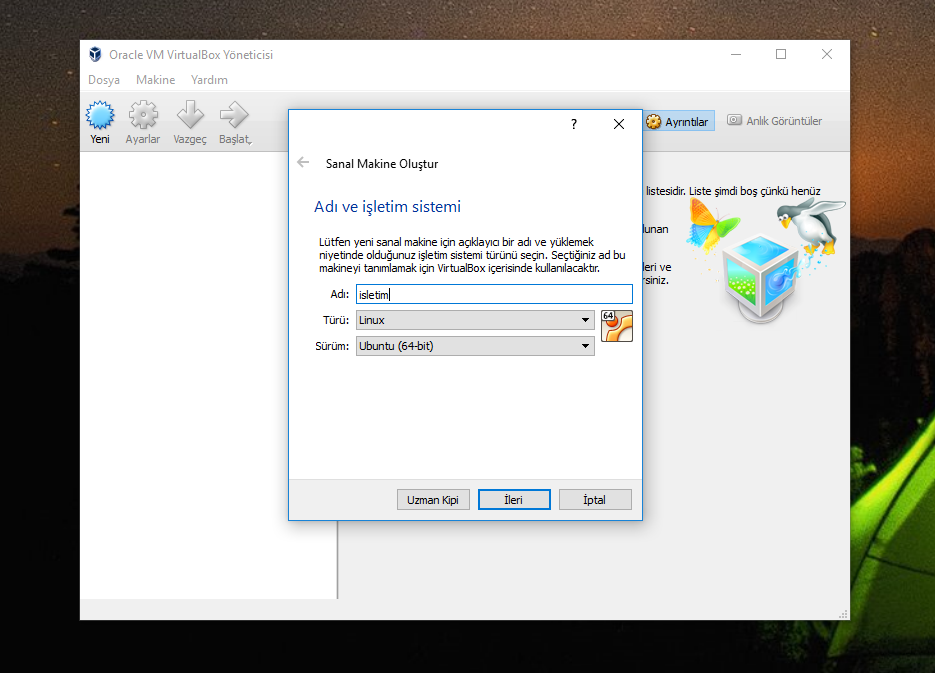 Oracle VM VirtualBox Yöneticisi
Dosya Makine Yardım
Yeni Ayarlar Vazgeç Başlat
Ayrıntılar Anlık Görüntüler
?
Sanal Makine Oluştur
Adı ve işletim sistemi
Lütfen yeni sanal makine için açıklayıcı bir adı ve yüklemek
niyetinde olduğunuz işletim sistemi türünü seçin. Seçtiğiniz ad bu
makineyi tanımlamak için VirtualBox içerisinde kullanılacaktır.
Adı: isletim
Türü: Linux
64
Sürüm: Ubuntu (64-bit)
Uzman Kipi İleri İptal
listesidir. Liste şimdi boş çünkü henüz
lunan
leri ve
rsiniz.